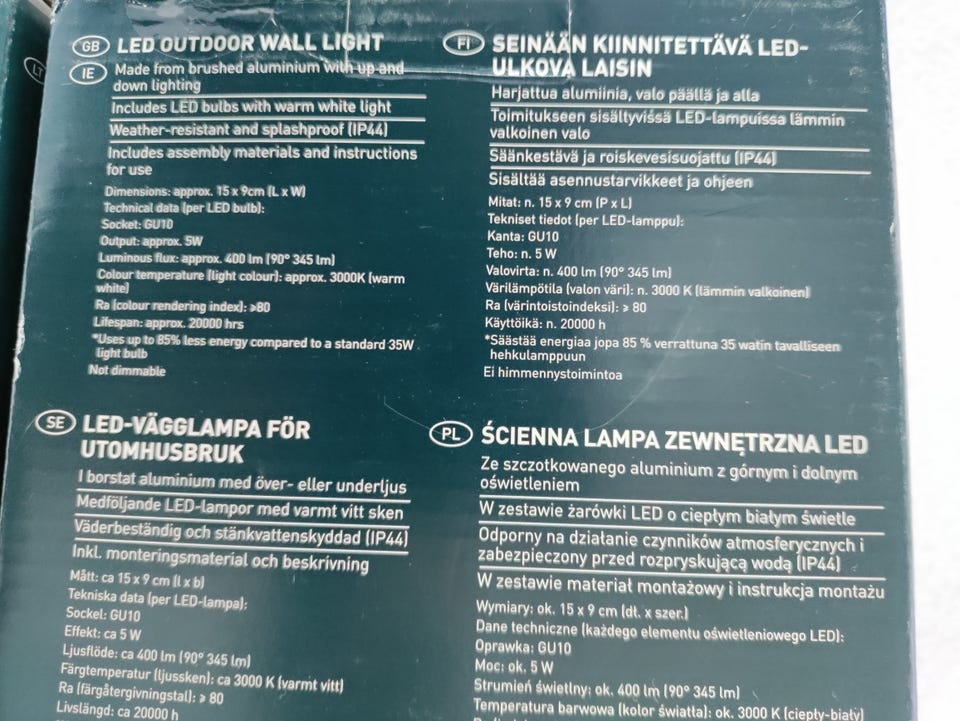 LT
GB LED OUTDOOR WALL LIGHT
IE Made from brushed aluminium with up and
down lighting
Includes LED bulbs with warm white light
Weather-resistant and splashproof (IP44)
Includes assembly materials and instructions
for use
Dimensions: approx. 15 x 9cm (L x W)
Technical data (per LED bulb):
Socket: GU10
Output: approx. 5W
Luminous flux: approx. 400 lm (90° 345 lm)
Colour temperature (light colour): approx. 3000K (warm
white)
Ra (colour rendering index): ≥80
Lifespan: approx. 20000 hrs
*Uses up to 85% less energy compared to a standard 35W
light bulb
Not dimmable
FI SEINÄÄN KIINNITETTÄVÄ LED-
ULKOVA LAISIN
Harjattua alumiinia, valo päällä ja alla
Toimitukseen sisältyvissä LED-lampuissa lämmin
valkoinen valo
Säänkestävä ja roiskevesisuojattu (IP44)
Sisältää asennustarvikkeet ja ohjeen
Mitat: n. 15 x 9 cm (P x L)
Tekniset tiedot (per LED-lamppu):
Kanta: GU10
Teho: n. 5 W
Valovirta: n. 400 lm (90° 345 lm)
Värilämpötila (valon väri): n. 3000 K (lämmin valkoinen)
Ra (värintoistoindeksi): ≥ 80
Käyttöikä: n. 20000 h
*Säästää energiaa jopa 85 % verrattuna 35 watin tavalliseen
hehkulamppuun
Ei himmennystoimintoa
SE LED-VÄGGLAMPA FÖR
UTOMHUSBRUK
I borstat aluminium med över- eller underljus
Medföljande LED-lampor med varmt vitt sken
Väderbeständig och stänkvattenskyddad (IP44)
Inkl. monteringsmaterial och beskrivning
Mått: ca 15 x 9 cm (l x b)
Tekniska data (per LED-lampa):
Sockel: GU10
Effekt: ca 5 W
Ljusflöde: ca 400 lm (90° 345 lm)
Färgtemperatur (ljussken): ca 3000 K (varmt vitt)
Ra (färgåtergivningstal): ≥ 80
Livslängd: ca 20000 h
PL ŚCIENNA LAMPA ZEWNĘTRZNA LED
Ze szczotkowanego aluminium z górnym i dolnym
oświetleniem
W zestawie żarówki LED o ciepłym białym świetle
Odporny na działanie czynników atmosferycznych i
zabezpieczony przed rozpryskującą wodą (IP44)
W zestawie materiał montażowy i instrukcja montażu
Wymiary: ok. 15 x 9 cm (dł. x szer.)
Dane techniczne (każdego elementu oświetleniowego LED):
Oprawka: GU10
Moc: ok. 5 W
Strumień świetlny: ok. 400 lm (90° 345 lm)
Temperatura barwowa (kolor światła): ok. 3000 K (ciepły-biały)